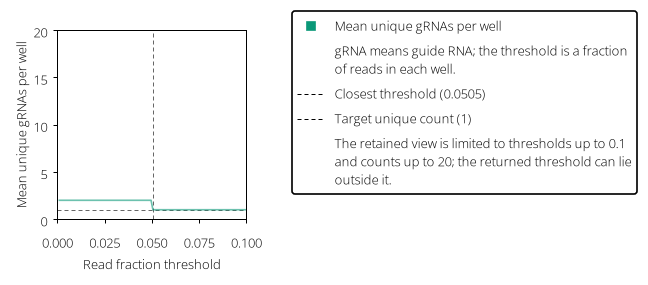 Mean unique gRNAs per well
20
15
10
5
0
0.000 0.025 0.050 0.075 0.100
Read fraction threshold
Mean unique gRNAs per well
gRNA means guide RNA; the threshold is a fraction
of reads in each well.
Closest threshold (0.0505)
Target unique count (1)
The retained view is limited to thresholds up to 0.1
and counts up to 20; the returned threshold can lie
outside it.